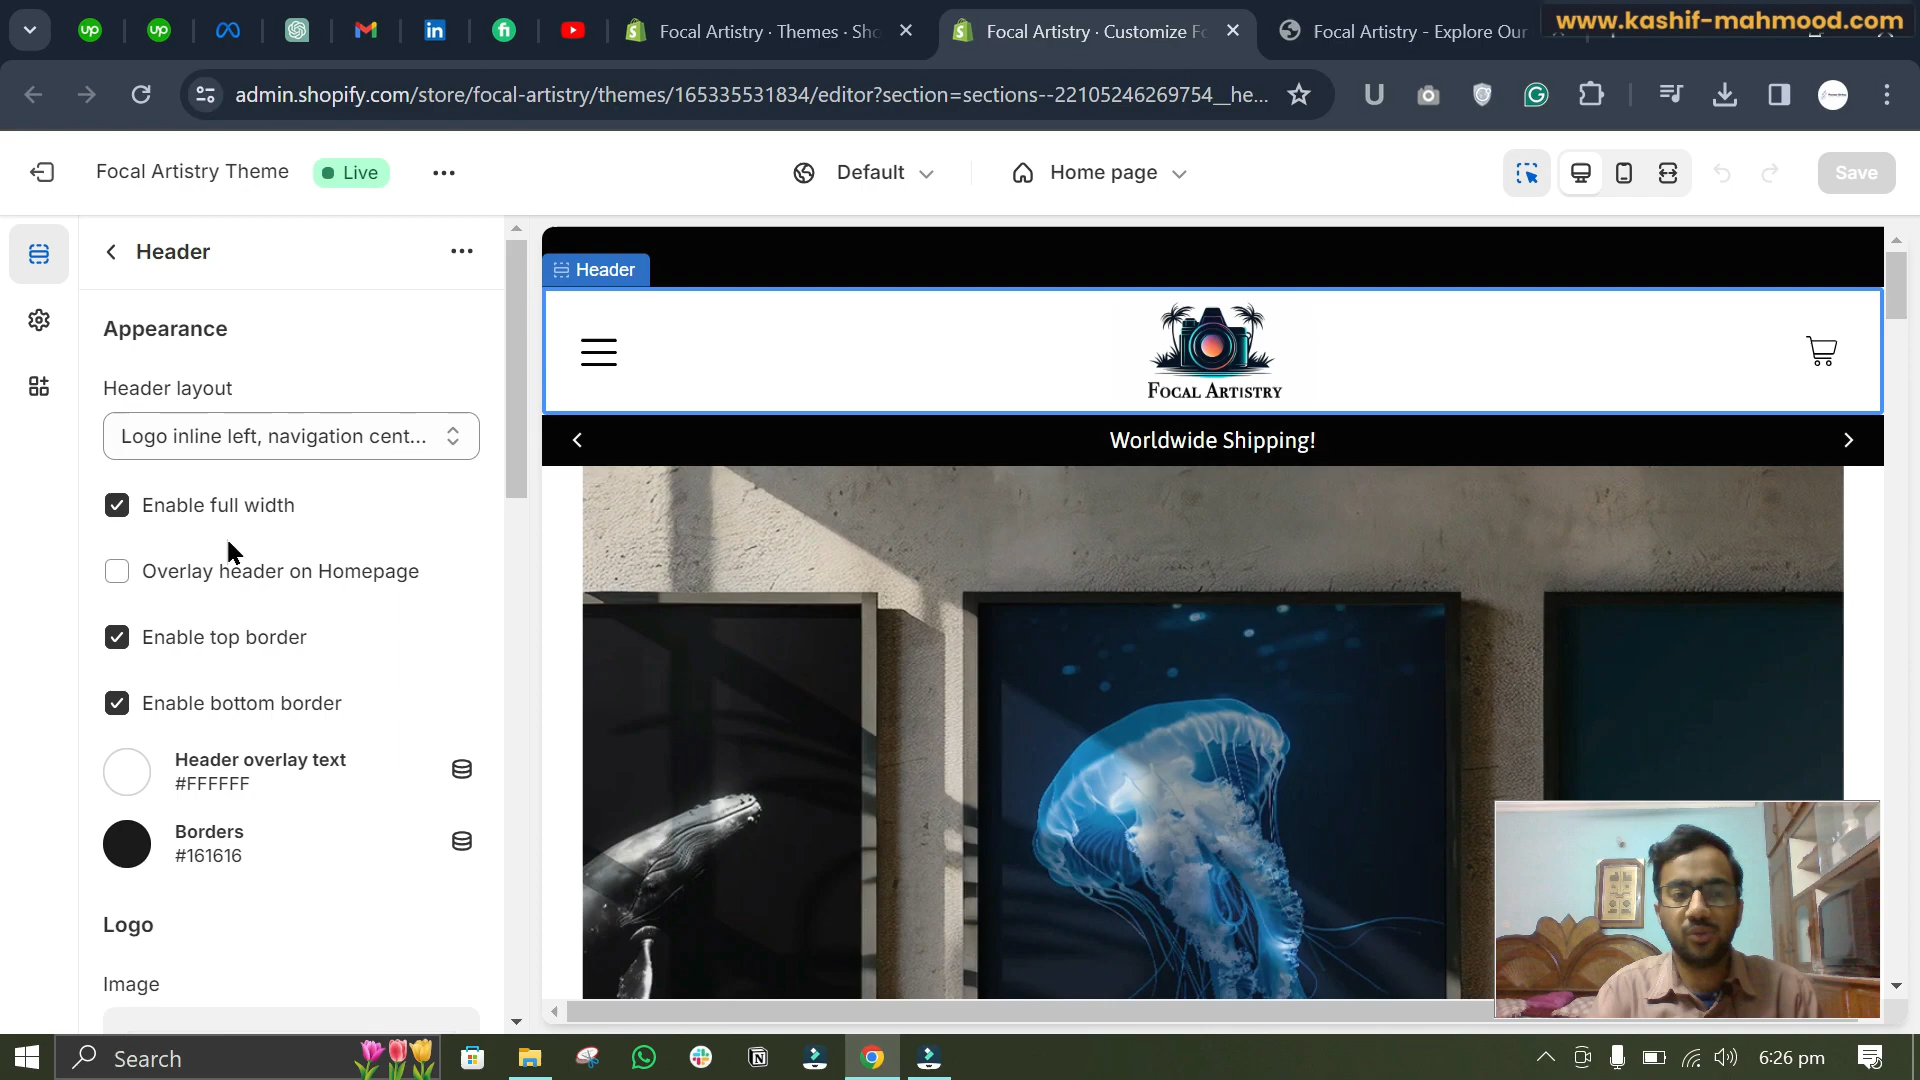 Focal Artistry · Themes · Sho
Focal Artistry · Customize Fo
Focal Artistry - Explore Our
www.kashif-mahmood.com
admin.shopify.com/store/focal-artistry/themes/165335531834/editor?section=sections--22105246269754__he...
Focal Artistry Theme
Live
Default
Home page
Save
Header
Header
Appearance
FOCAL ARTISTRY
Header layout
Logo inline left, navigation cent...
Worldwide Shipping!
Enable full width
Overlay header on Homepage
Enable top border
Enable bottom border
Header overlay text
#FFFFFF
Borders
#161616
Logo
Image
Search
6:26 pm